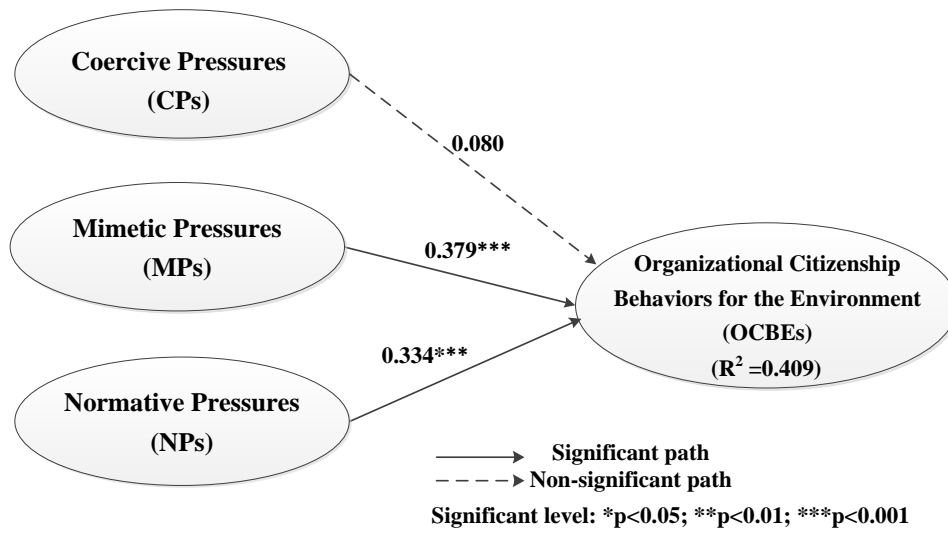 Coercive Pressures
(CPs)
0.080
Mimetic Pressures
(MPs)
0.379***
Organizational Citizenship
Behaviors for the Environment
(OCBEs)
(R² =0.409)
0.334***
Normative Pressures
(NPs)
Significant path
Non-significant path
Significant level: *p<0.05; **p<0.01; ***p<0.001